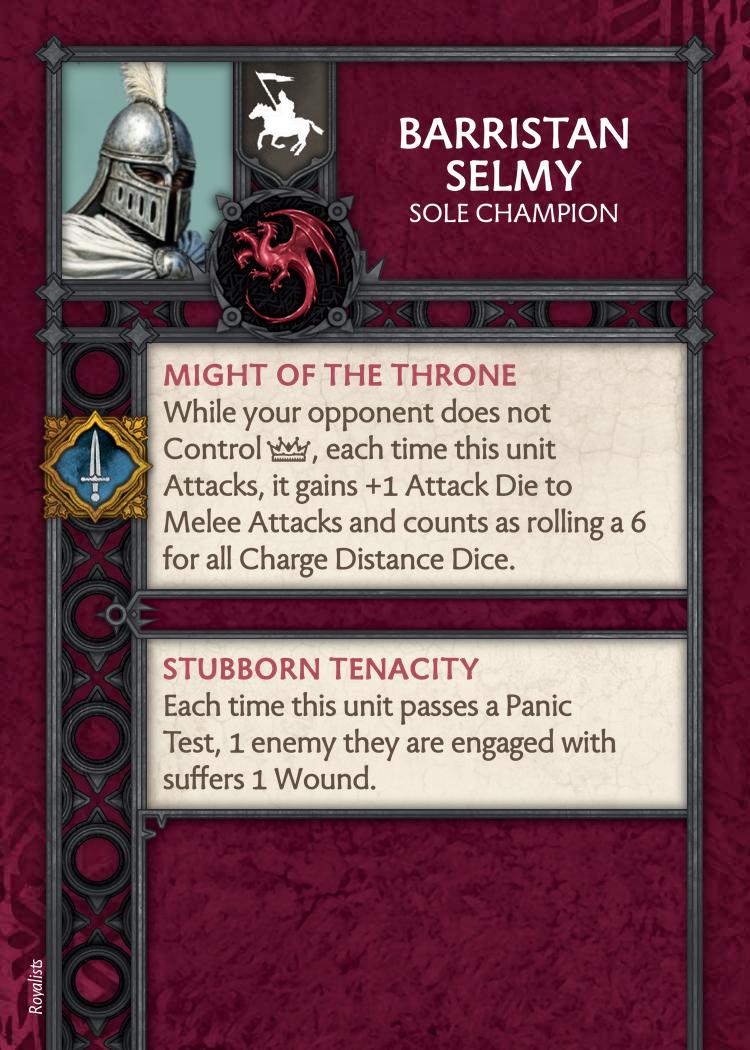 BARRISTAN
SELMY
SOLE CHAMPION
MIGHT OF THE THRONE
While your opponent does not
Control , each time this unit
Attacks, it gains +1 Attack Die to
Melee Attacks and counts as rolling a 6
for all Charge Distance Dice.
STUBBORN TENACITY
Each time this unit passes a Panic
Test, 1 enemy they are engaged with
suffers 1 Wound.
Royalists